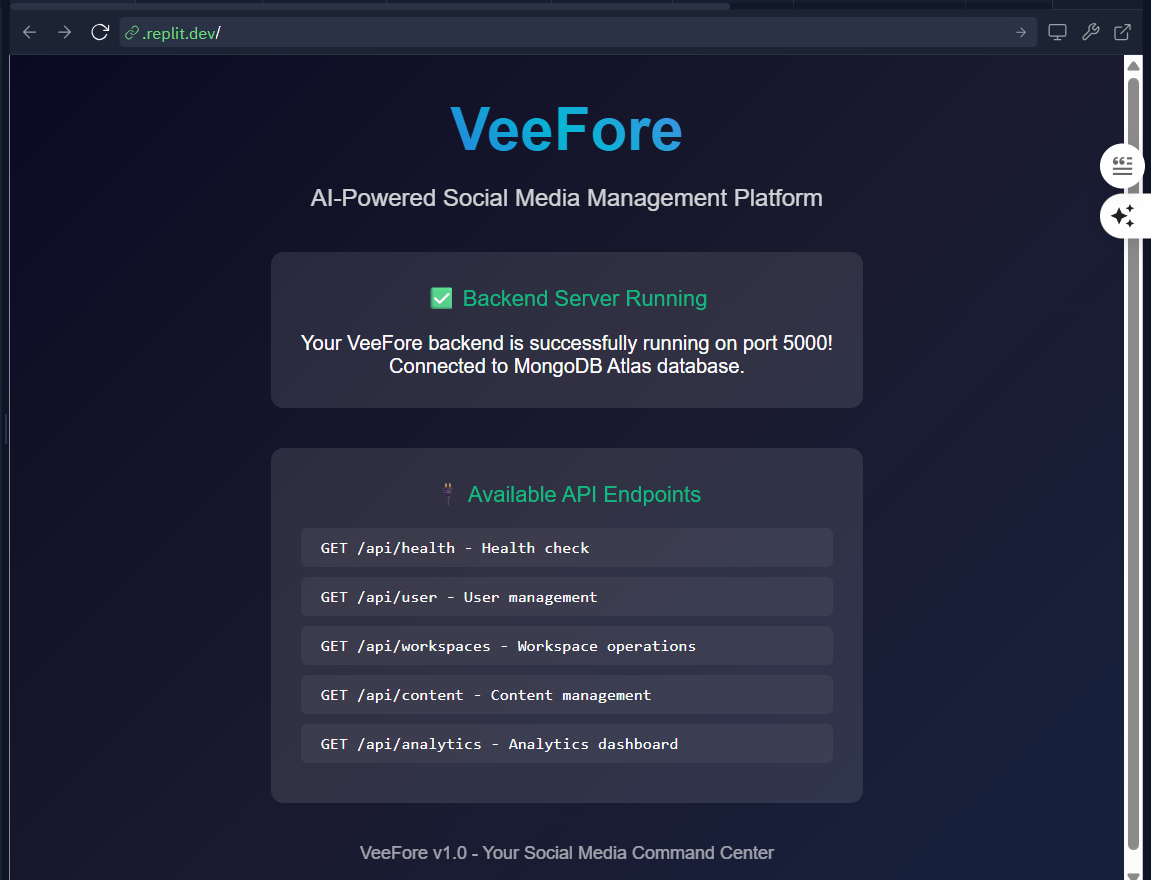 .replit.dev/
VeeFore
AI-Powered Social Media Management Platform
✅ Backend Server Running
Your VeeFore backend is successfully running on port 5000!
Connected to MongoDB Atlas database.
🔌 Available API Endpoints
GET /api/health - Health check
GET /api/user - User management
GET /api/workspaces - Workspace operations
GET /api/content - Content management
GET /api/analytics - Analytics dashboard
VeeFore v1.0 - Your Social Media Command Center